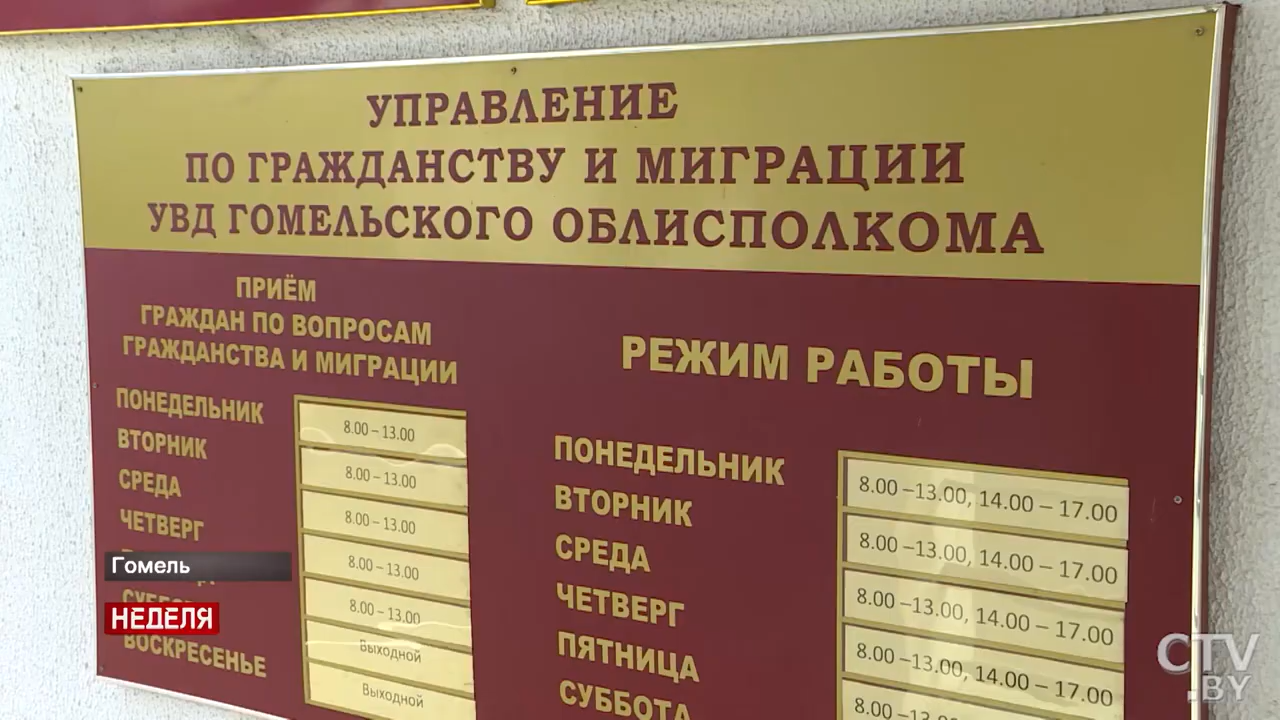 УПРАВЛЕНИЕ
ПО ГРАЖДАНСТВУ И МИГРАЦИИ
УВД ГОМЕЛЬСКОГО ОБЛИСПОЛКОМА
ПРИЁМ
ГРАЖДАН ПО ВОПРОСАМ
ГРАЖДАНСТВА И МИГРАЦИИ
ПОНЕДЕЛЬНИК 8.00 – 13.00
ВТОРНИК 8.00 – 13.00
СРЕДА 8.00 – 13.00
ЧЕТВЕРГ 8.00 – 13.00
8.00 – 13.00
Выходной
ВОСКРЕСЕНЬЕ Выходной
РЕЖИМ РАБОТЫ
ПОНЕДЕЛЬНИК 8.00 –13.00, 14.00 – 17.00
ВТОРНИК 8.00 –13.00, 14.00 – 17.00
СРЕДА 8.00 –13.00, 14.00 – 17.00
ЧЕТВЕРГ 8.00 –13.00, 14.00 – 17.00
ПЯТНИЦА 8.00 –13.00, 14.00 – 17.00
СУББОТА
Гомель
НЕДЕЛЯ
CTV
.BY